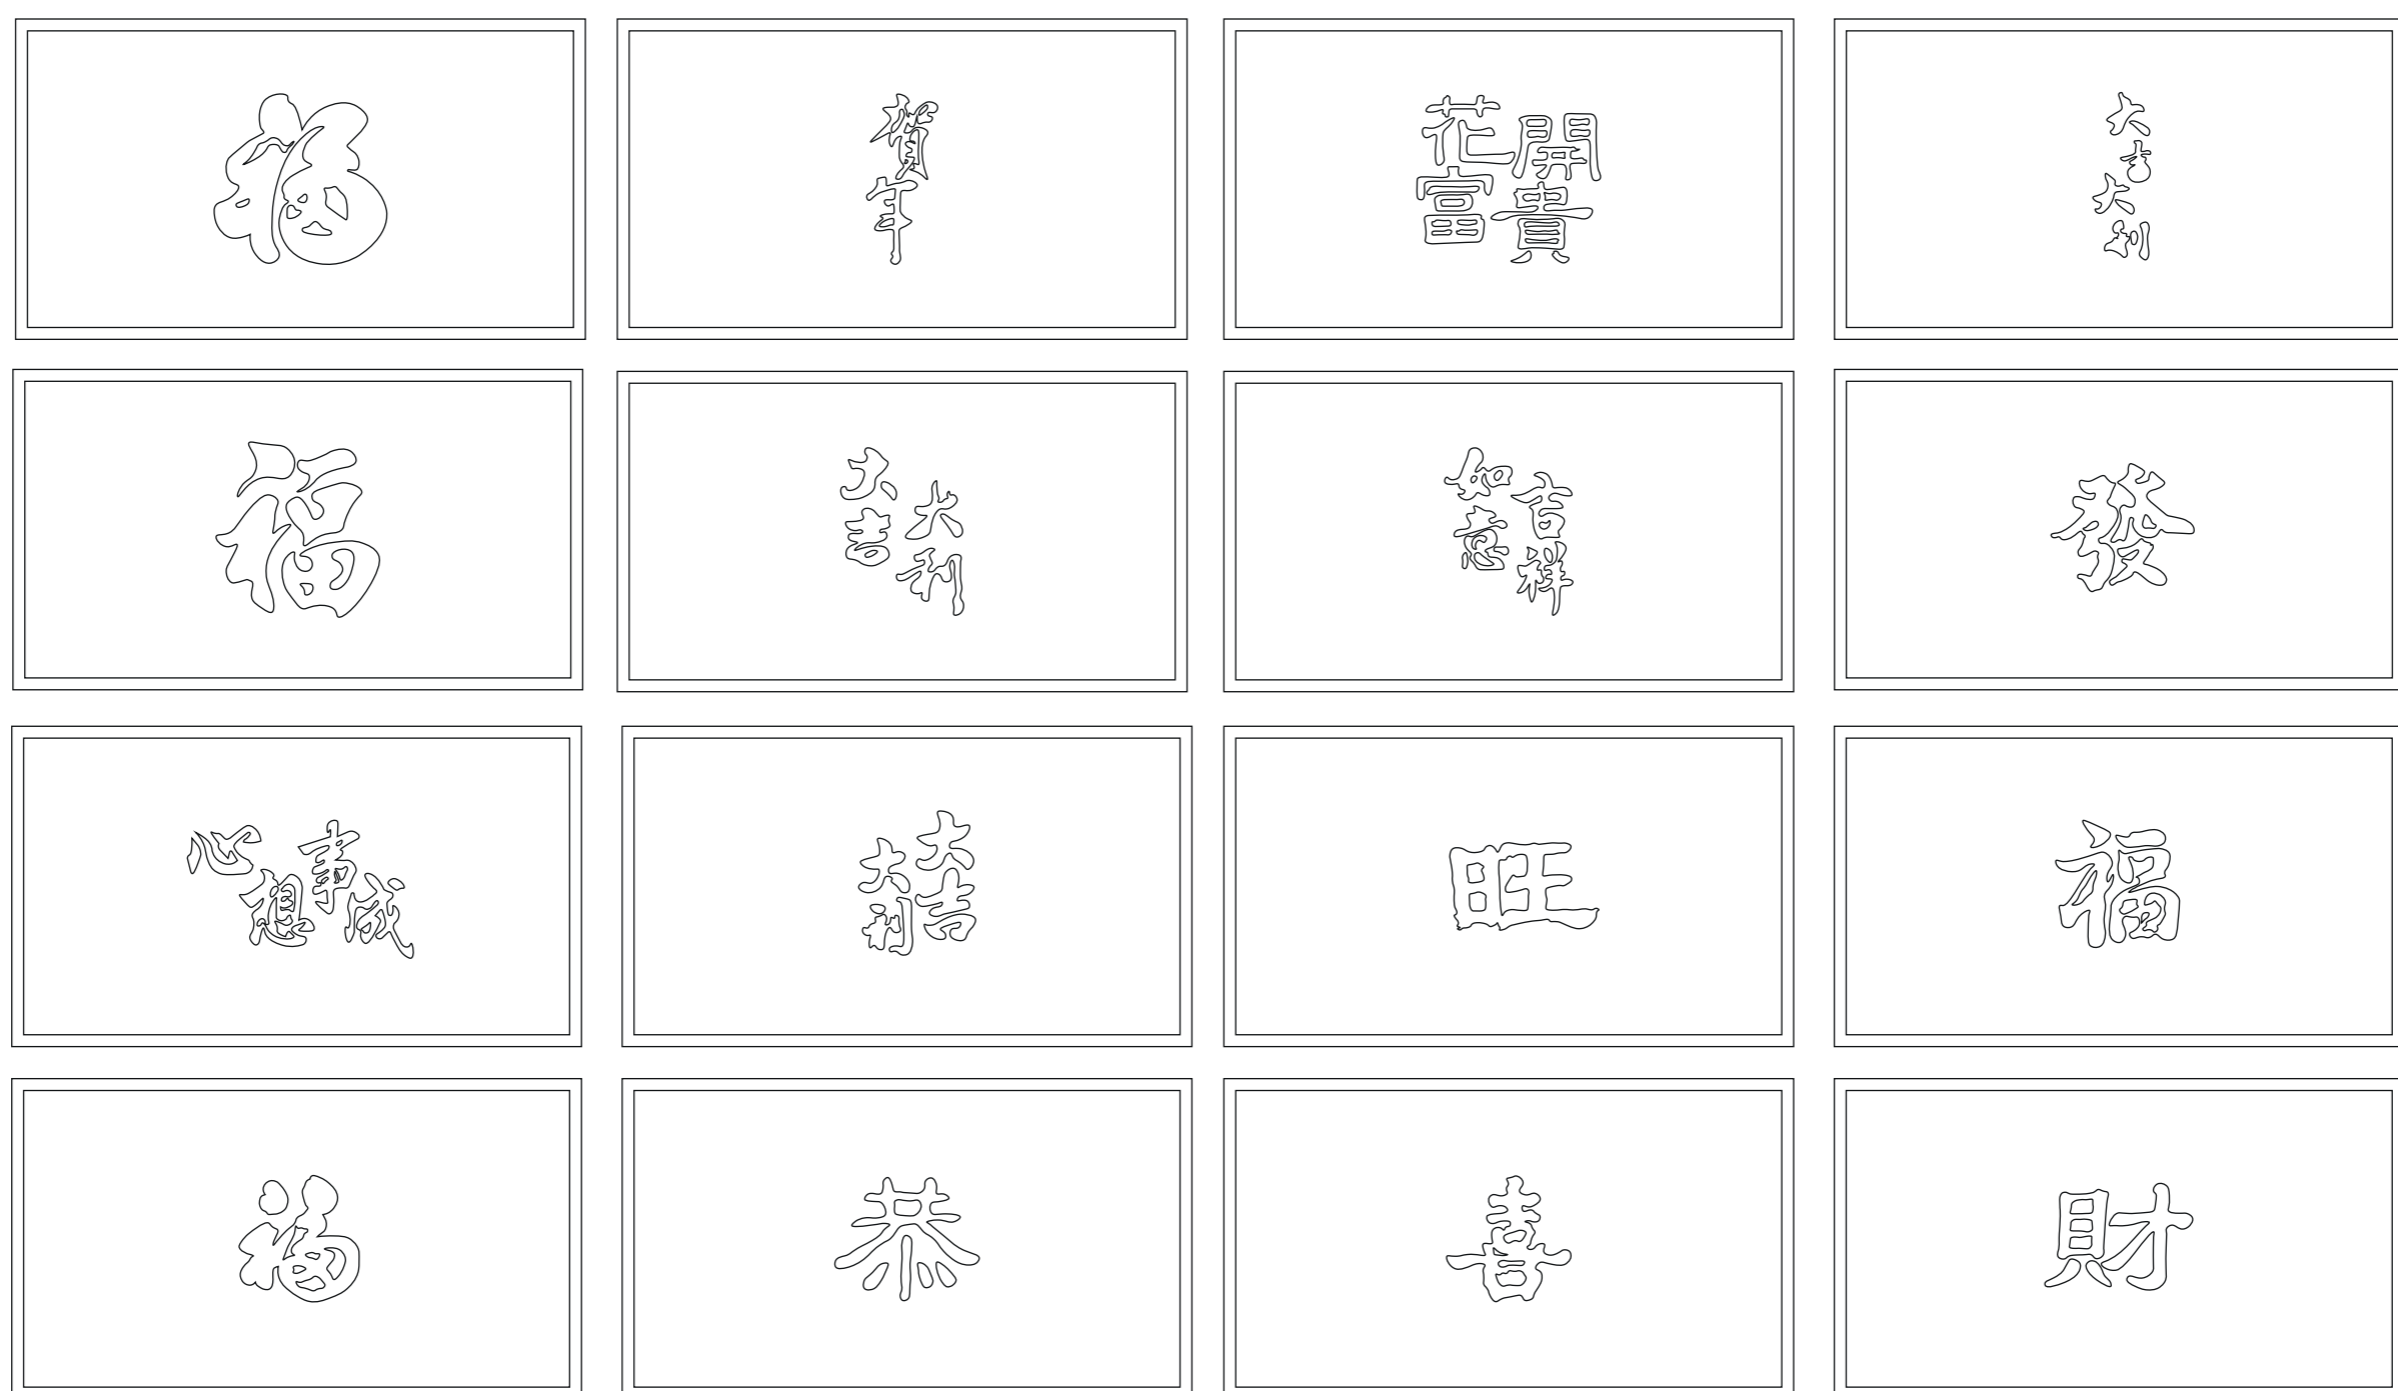 福
賀年
花開
富貴
大吉大利
福
大吉
大利
如意
吉祥
發
心想
事成
大吉
大利
旺
福
福
恭
喜
財